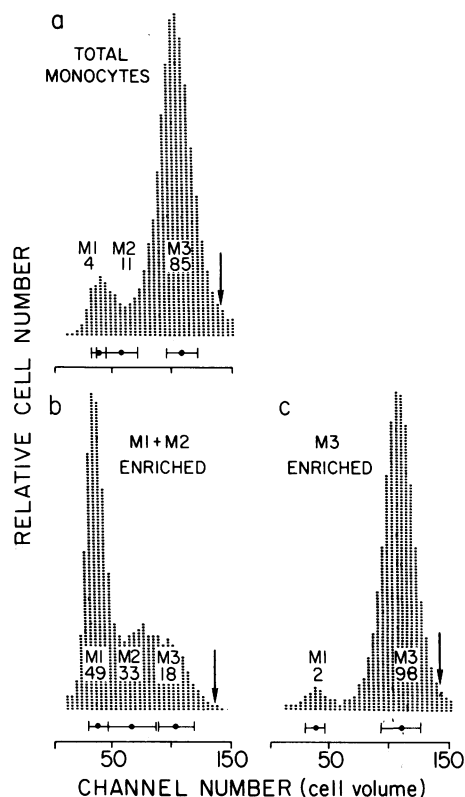 a
TOTAL
MONOCYTES
M1 M2 M3
4 11 85
RELATIVE CELL NUMBER
b
M1+M2
ENRICHED
M1 M2 M3
49 33 18
c
M3
ENRICHED
M1 M3
2 98
50 150 50 150
CHANNEL NUMBER (cell volume)